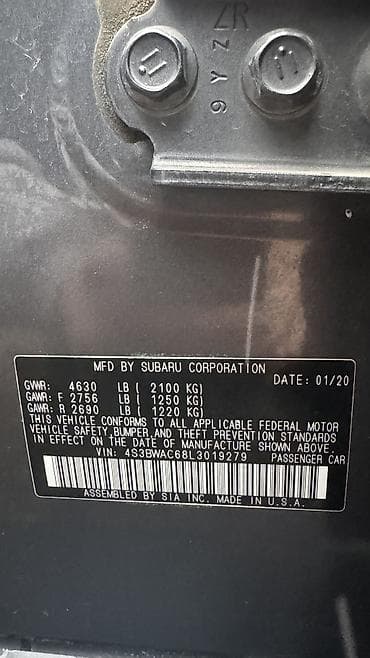 ZR
9 Y Z
MFD BY SUBARU CORPORATION
GVWR: 4630 LB ( 2100 KG) DATE: 01/20
GAWR: F 2756 LB ( 1250 KG)
GAWR: R 2690 LB ( 1220 KG)
THIS VEHICLE CONFORMS TO ALL APPLICABLE FEDERAL MOTOR
VEHICLE SAFETY, BUMPER, AND THEFT PREVENTION STANDARDS
IN EFFECT ON THE DATE OF MANUFACTURE SHOWN ABOVE.
VIN: 4S3BWAC68L3019279 PASSENGER CAR
ASSEMBLED BY SIA INC. MADE IN U.S.A.